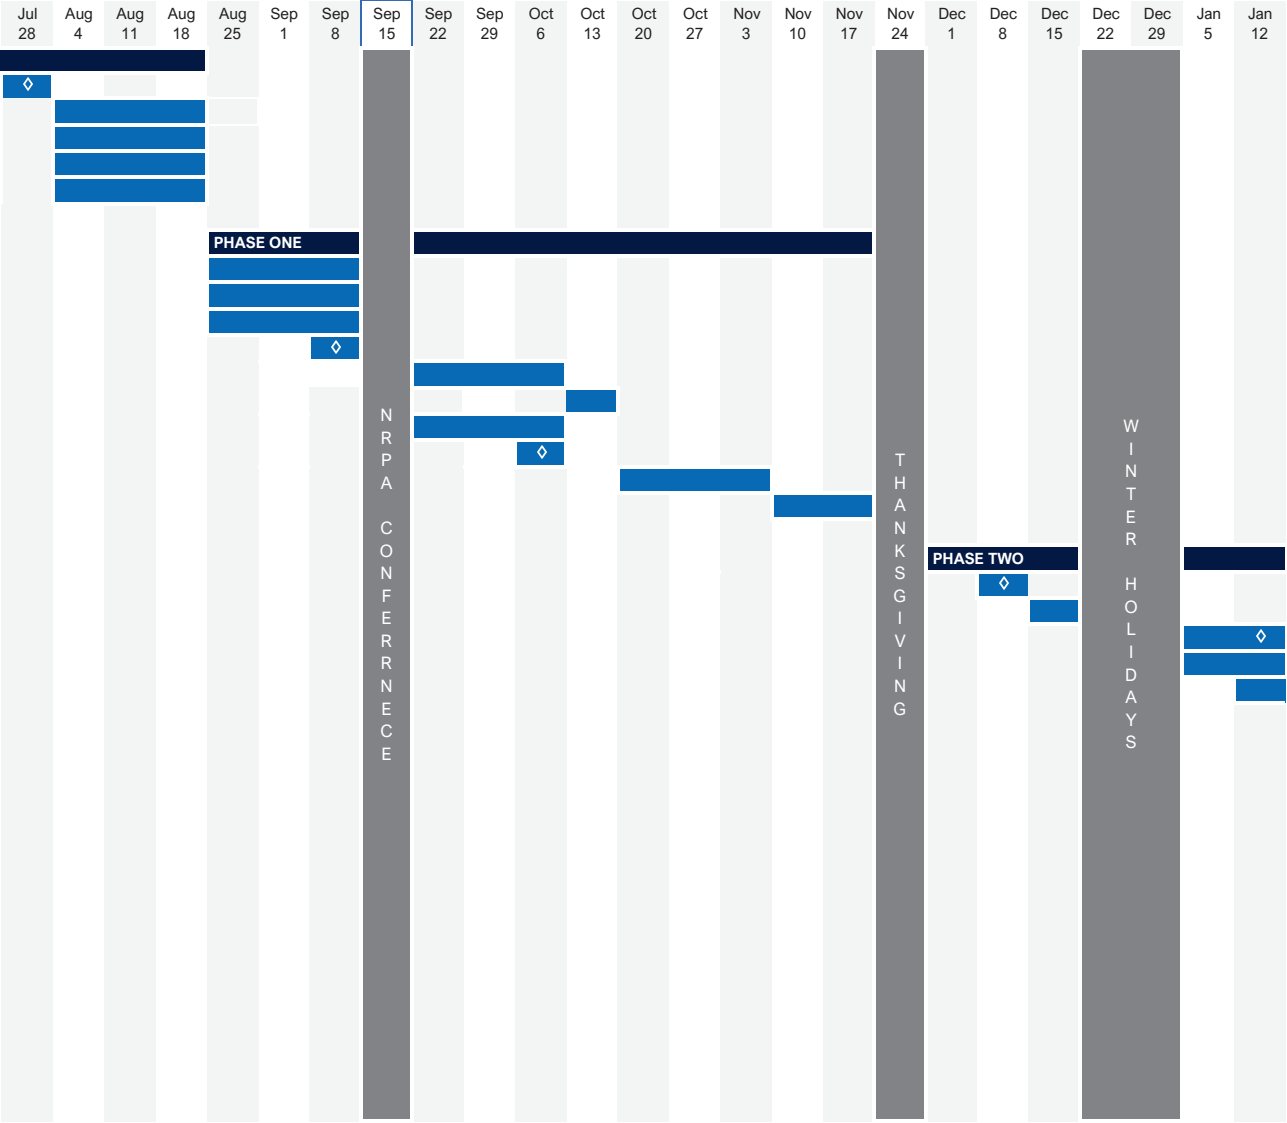 Jul Aug Aug Aug Aug Sep Sep Sep Sep Sep Oct Oct Oct Oct Nov Nov Nov Nov Dec Dec Dec Dec Dec Jan Jan
28 4 11 18 25 1 8 15 22 29 6 13 20 27 3 10 17 24 1 8 15 22 29 5 12
PHASE ONE
NRPA CONFERRNECE
THANKSGIVING
WINTER HOLIDAYS
PHASE TWO